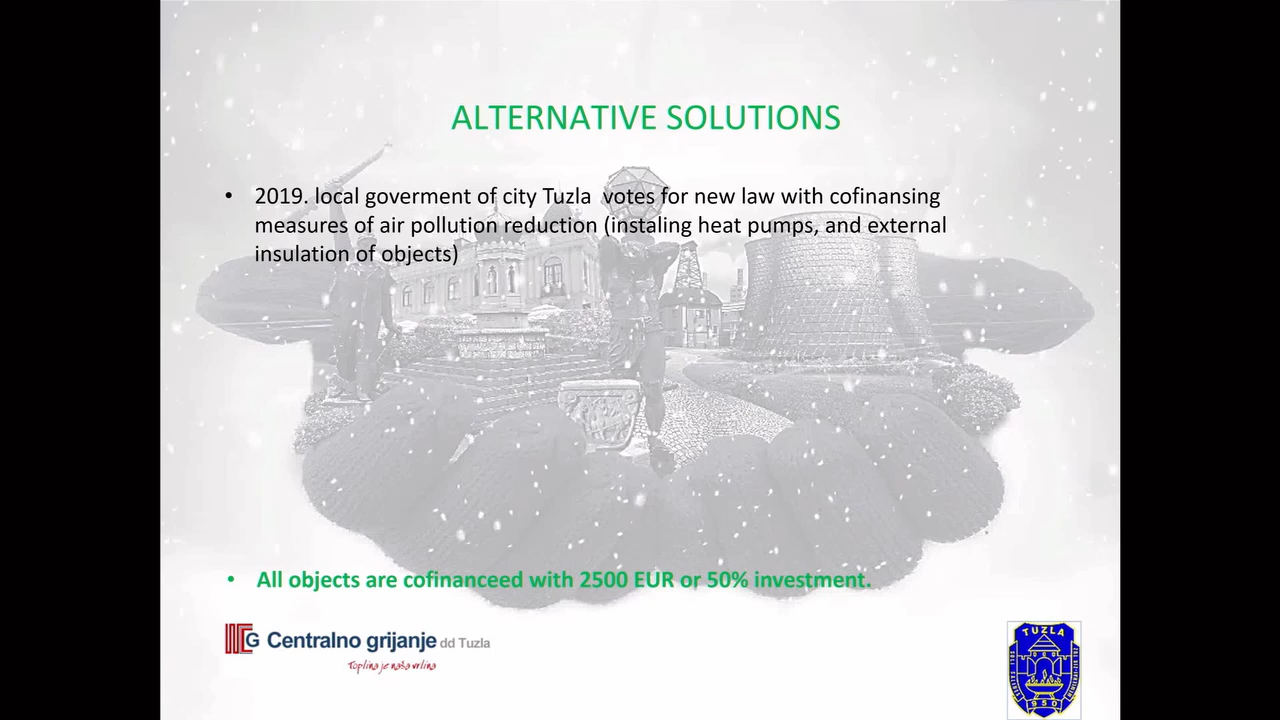 ALTERNATIVE SOLUTIONS
• 2019. local goverment of city Tuzla votes for new law with cofinansing
measures of air pollution reduction (instaling heat pumps, and external
insulation of objects)
• All objects are cofinanceed with 2500 EUR or 50% investment.
CG Centralno grijanje dd Tuzla
Toplina je naša vrlina
TUZLA
950